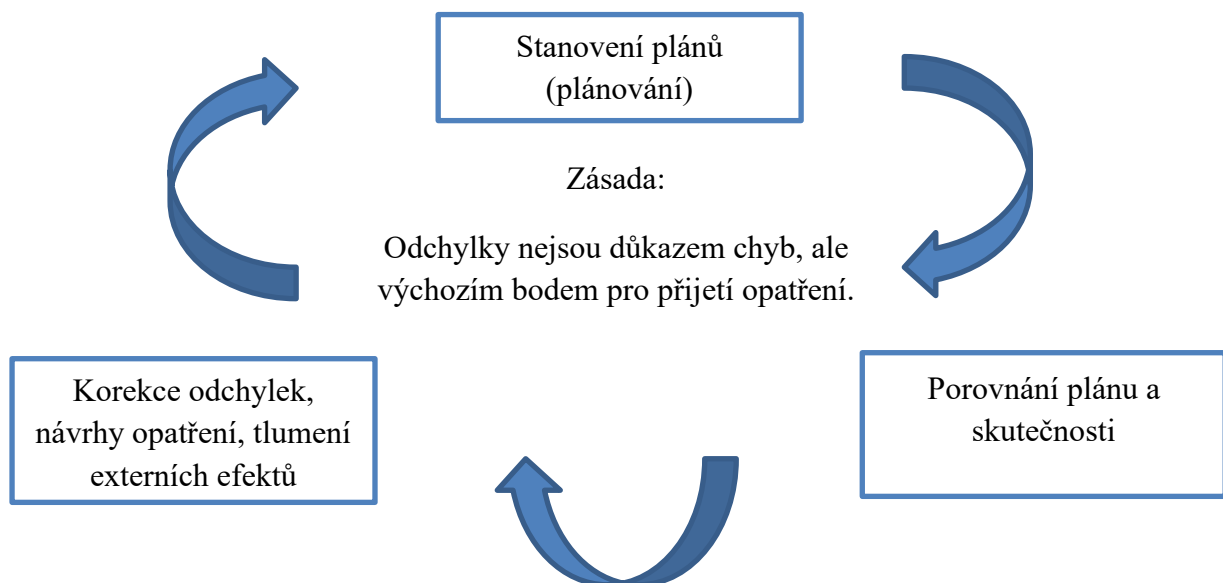 Stanovení plánů
(plánování)
Zásada:
Odchylky nejsou důkazem chyb, ale
výchozím bodem pro přijetí opatření.
Korekce odchylek,
návrhy opatření, tlumení
externích efektů
Porovnání plánu a
skutečnosti